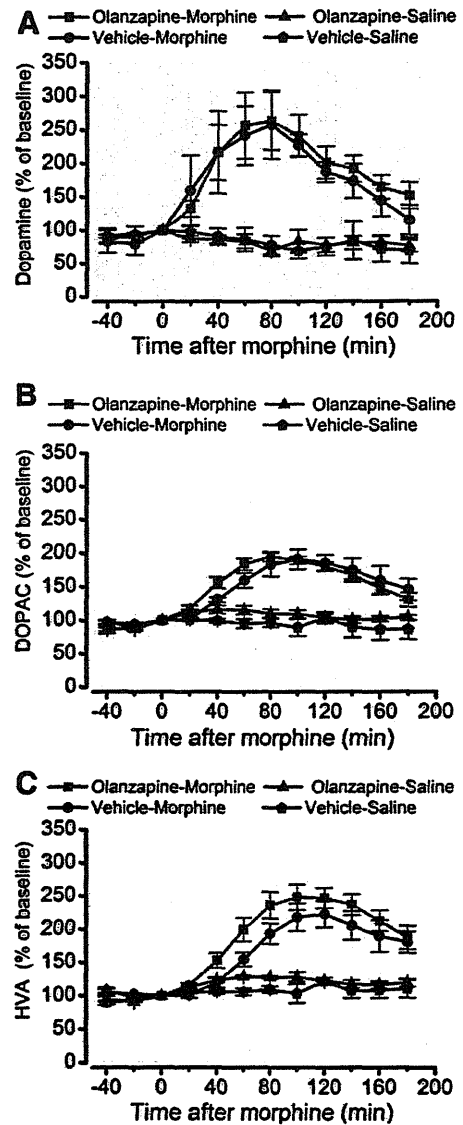 A
Olanzapine-Morphine Olanzapine-Saline
Vehicle-Morphine Vehicle-Saline
350
300
250
200
150
100
50
0
Dopamine (% of baseline)
-40 0 40 80 120 160 200
Time after morphine (min)
B
Olanzapine-Morphine Olanzapine-Saline
Vehicle-Morphine Vehicle-Saline
350
300
250
200
150
100
50
0
DOPAC (% of baseline)
-40 0 40 80 120 160 200
Time after morphine (min)
C
Olanzapine-Morphine Olanzapine-Saline
Vehicle-Morphine Vehicle-Saline
350
300
250
200
150
100
50
0
HVA (% of baseline)
-40 0 40 80 120 160 200
Time after morphine (min)